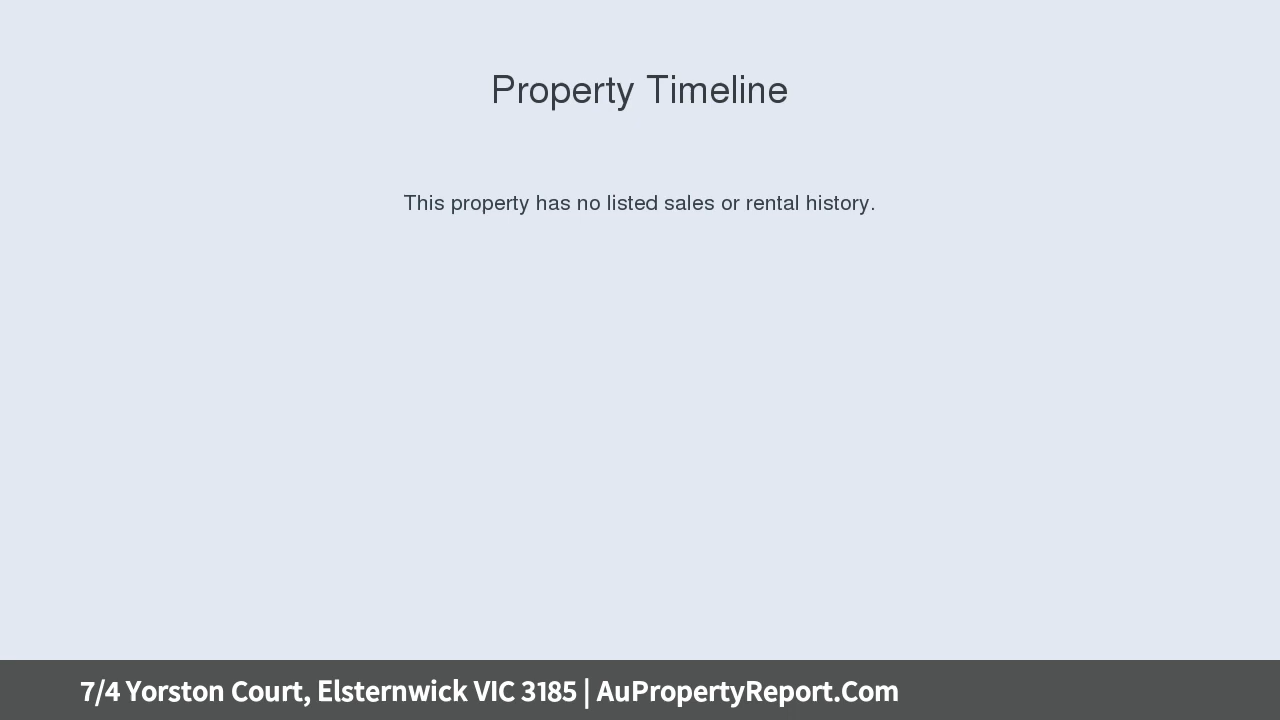 Property Timeline
This property has no listed sales or rental history.
7/4 Yorston Court, Elsternwick VIC 3185 | AuPropertyReport.Com